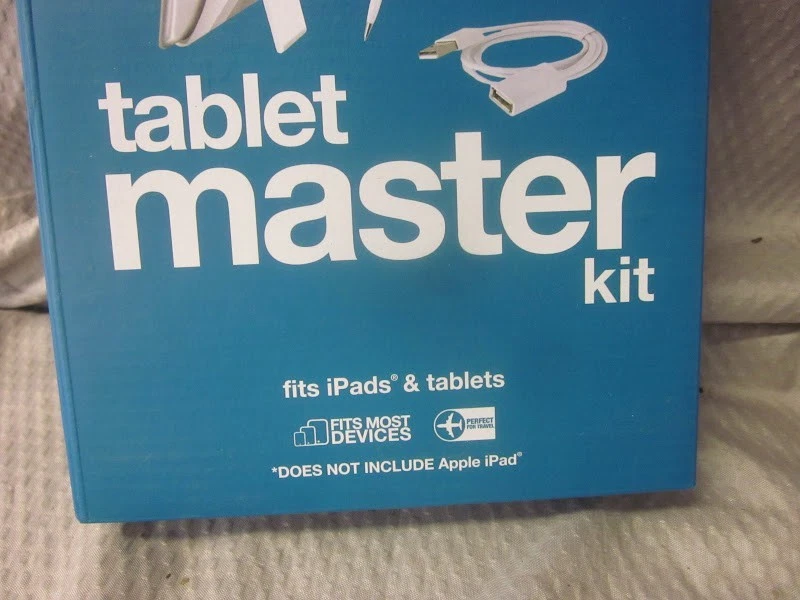 tablet
master
kit
fits iPads® & tablets
FITS MOST
DEVICES
PERFECT
FOR TRAVEL
*DOES NOT INCLUDE Apple iPad®